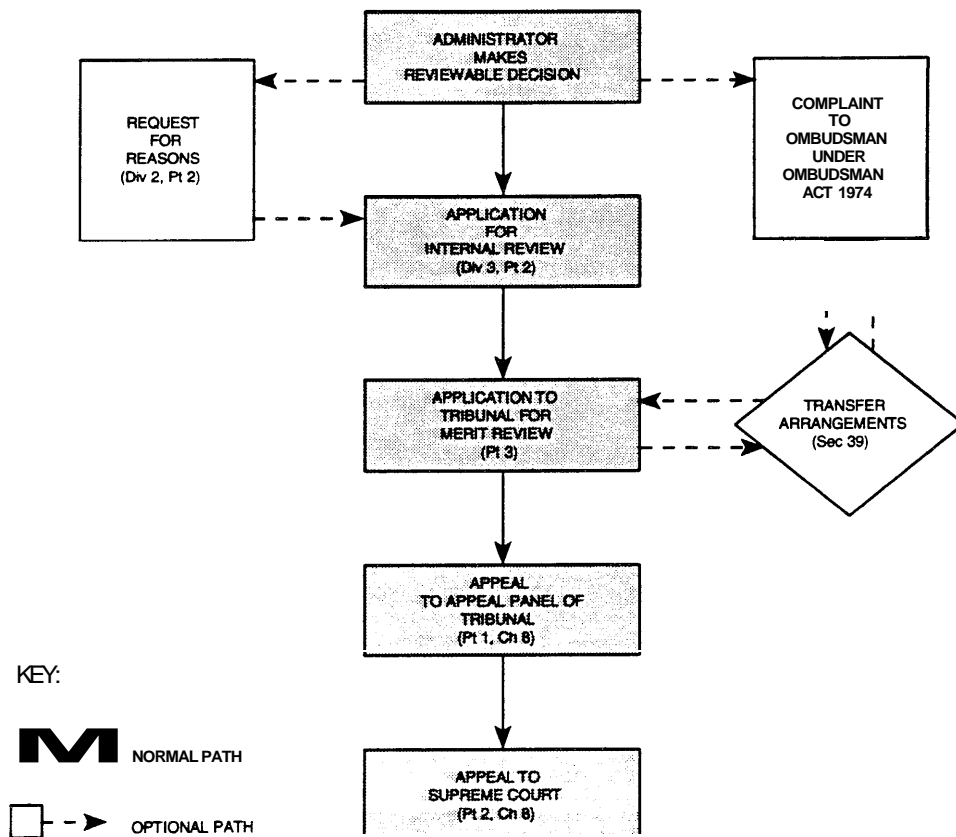 ADMINISTRATOR
MAKES
REVIEWABLE DECISION
REQUEST
FOR
REASONS
(Div 2, Pt 2)
COMPLAINT
TO
OMBUDSMAN
UNDER
OMBUDSMAN
ACT 1974
APPLICATION
FOR
INTERNAL REVIEW
(Div 3, Pt 2)
APPLICATION TO
TRIBUNAL FOR
MERIT REVIEW
(Pt 3)
TRANSFER
ARRANGEMENTS
(Sec 39)
APPEAL
TO APPEAL PANEL OF
TRIBUNAL
(Pt 1, Ch 8)
KEY:
M NORMAL PATH
OPTIONAL PATH
APPEAL TO
SUPREME COURT
(Pt 2, Ch 8)